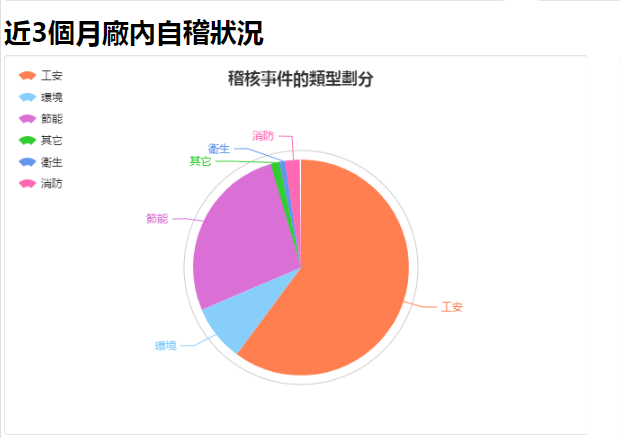 近3個月廠內自稽狀況
稽核事件的類型劃分
工安
環境
節能
其它
衛生
消防
消防
衛生
其它
節能
工安
環境